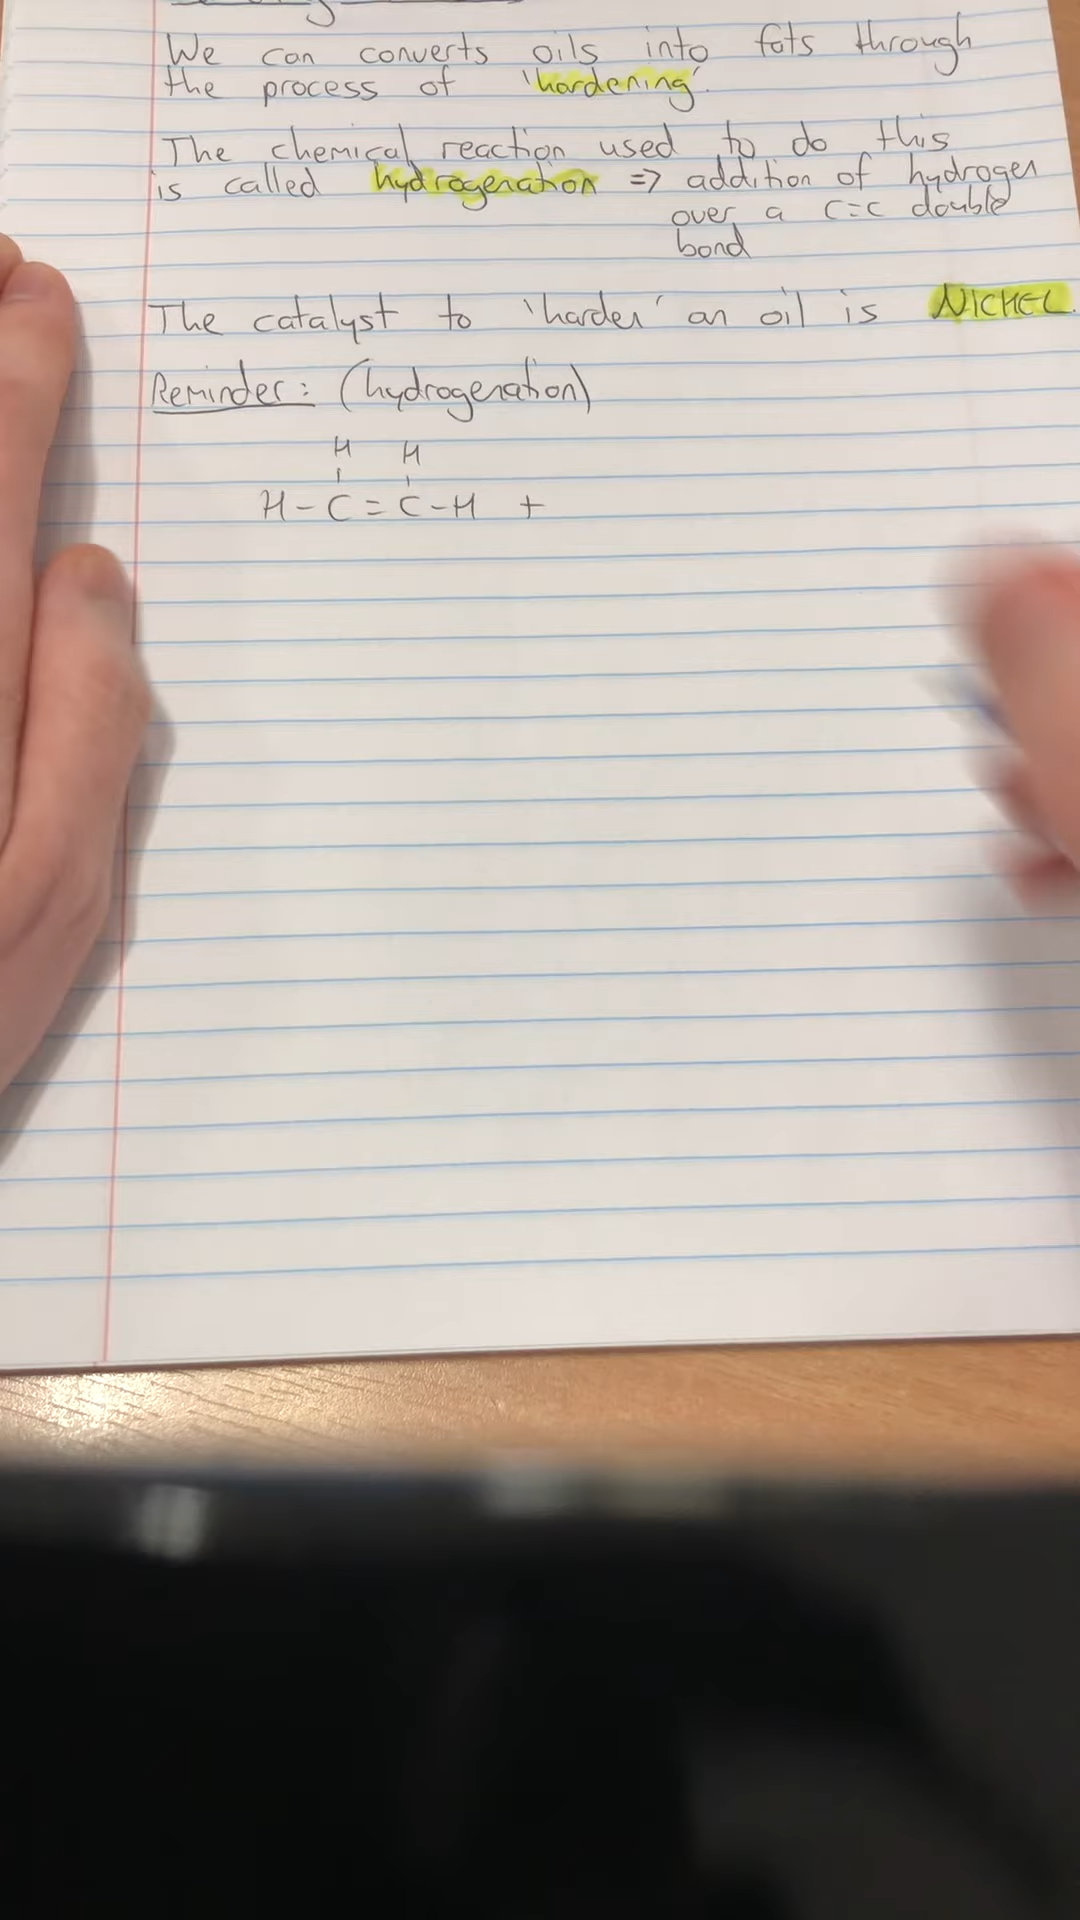 We can converts oils into fats through
the process of 'hardening'.
The chemical reaction used to do this
is called hydrogenation => addition of hydrogen
over a C=C double
bond
The catalyst to 'harden' an oil is NICKEL.
Reminder: (hydrogenation)
H H
H-C=C-H +